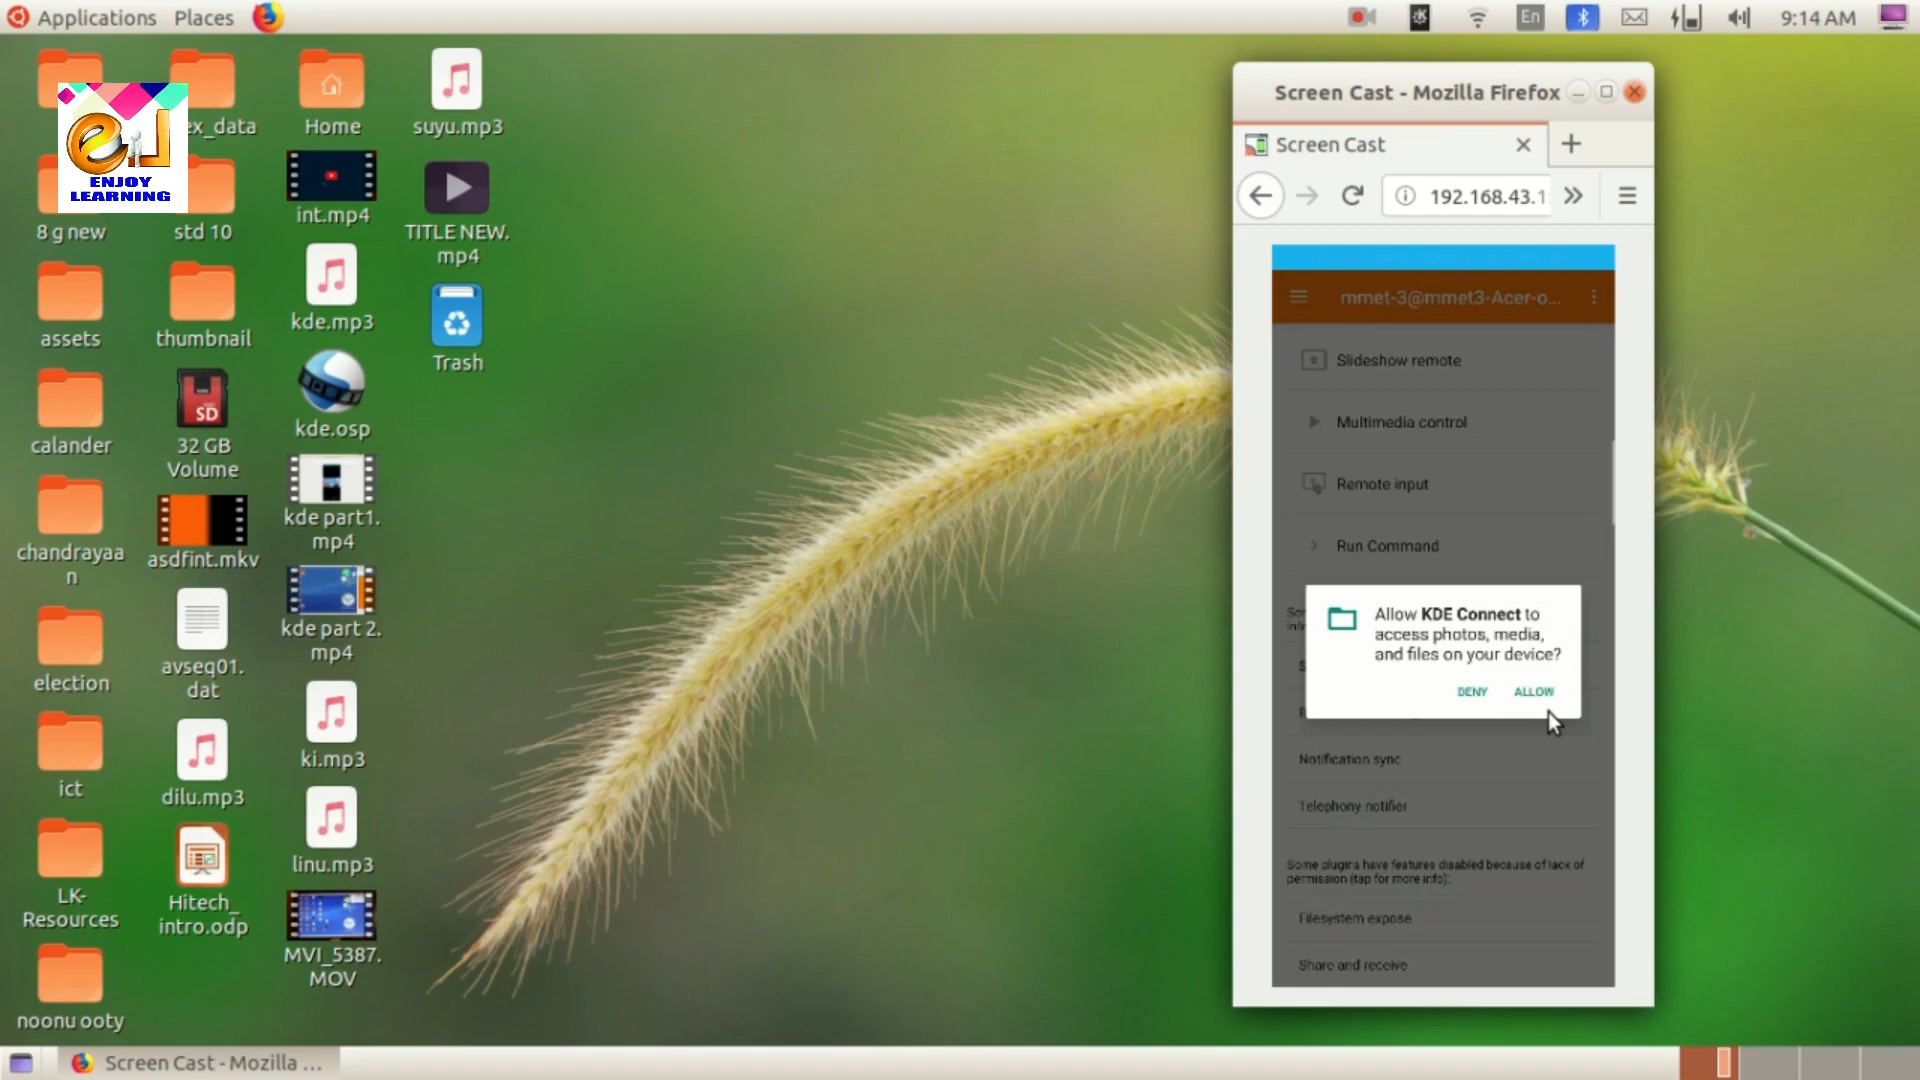 Applications Places
En
9:14 AM
ex_data
ENJOY
LEARNING
8 g new
std 10
assets
thumbnail
calander
SD
32 GB
Volume
chandrayaa
n
asdfint.mkv
election
avseq01.
dat
ict
dilu.mp3
LK-
Resources
Hitech_
intro.odp
noonu ooty
Home
int.mp4
kde.mp3
kde.osp
kde part1.
mp4
kde part 2.
mp4
ki.mp3
linu.mp3
MVI_5387.
MOV
suyu.mp3
TITLE NEW.
mp4
Trash
Screen Cast - Mozilla Firefox
Screen Cast
192.168.43.1
mmet-3@mmet3-Acer-o...
Slideshow remote
Multimedia control
Remote input
Run Command
Allow KDE Connect to
access photos, media,
and files on your device?
DENY ALLOW
Notification sync
Telephony notifier
Some plugins have features disabled because of lack of
permission (tap for more info):
Filesystem expose
Share and receive
Screen Cast - Mozilla ...